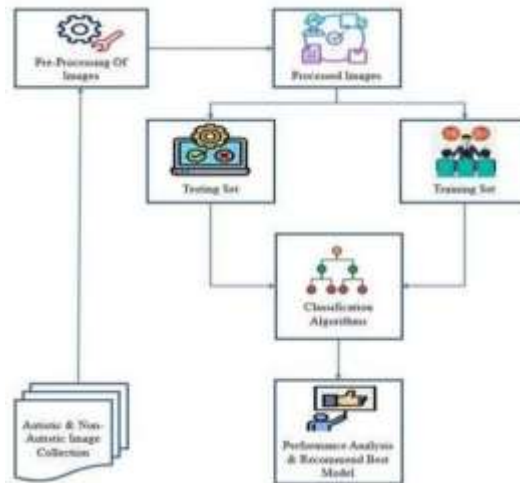 Pre-Processing Of
Images
Processed Images
Testing Set
Training Set
Classification
Algorithms
Autistic & Non-
Autistic Image
Collection
Performance Analysis
& Recommend Best
Model